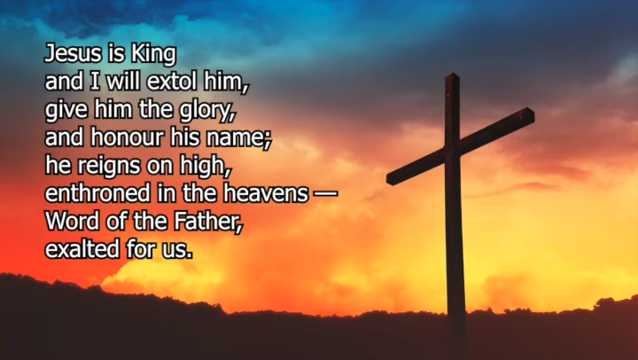 Jesus is King
and I will extol him,
give him the glory,
and honour his name;
he reigns on high,
enthroned in the heavens —
Word of the Father,
exalted for us.